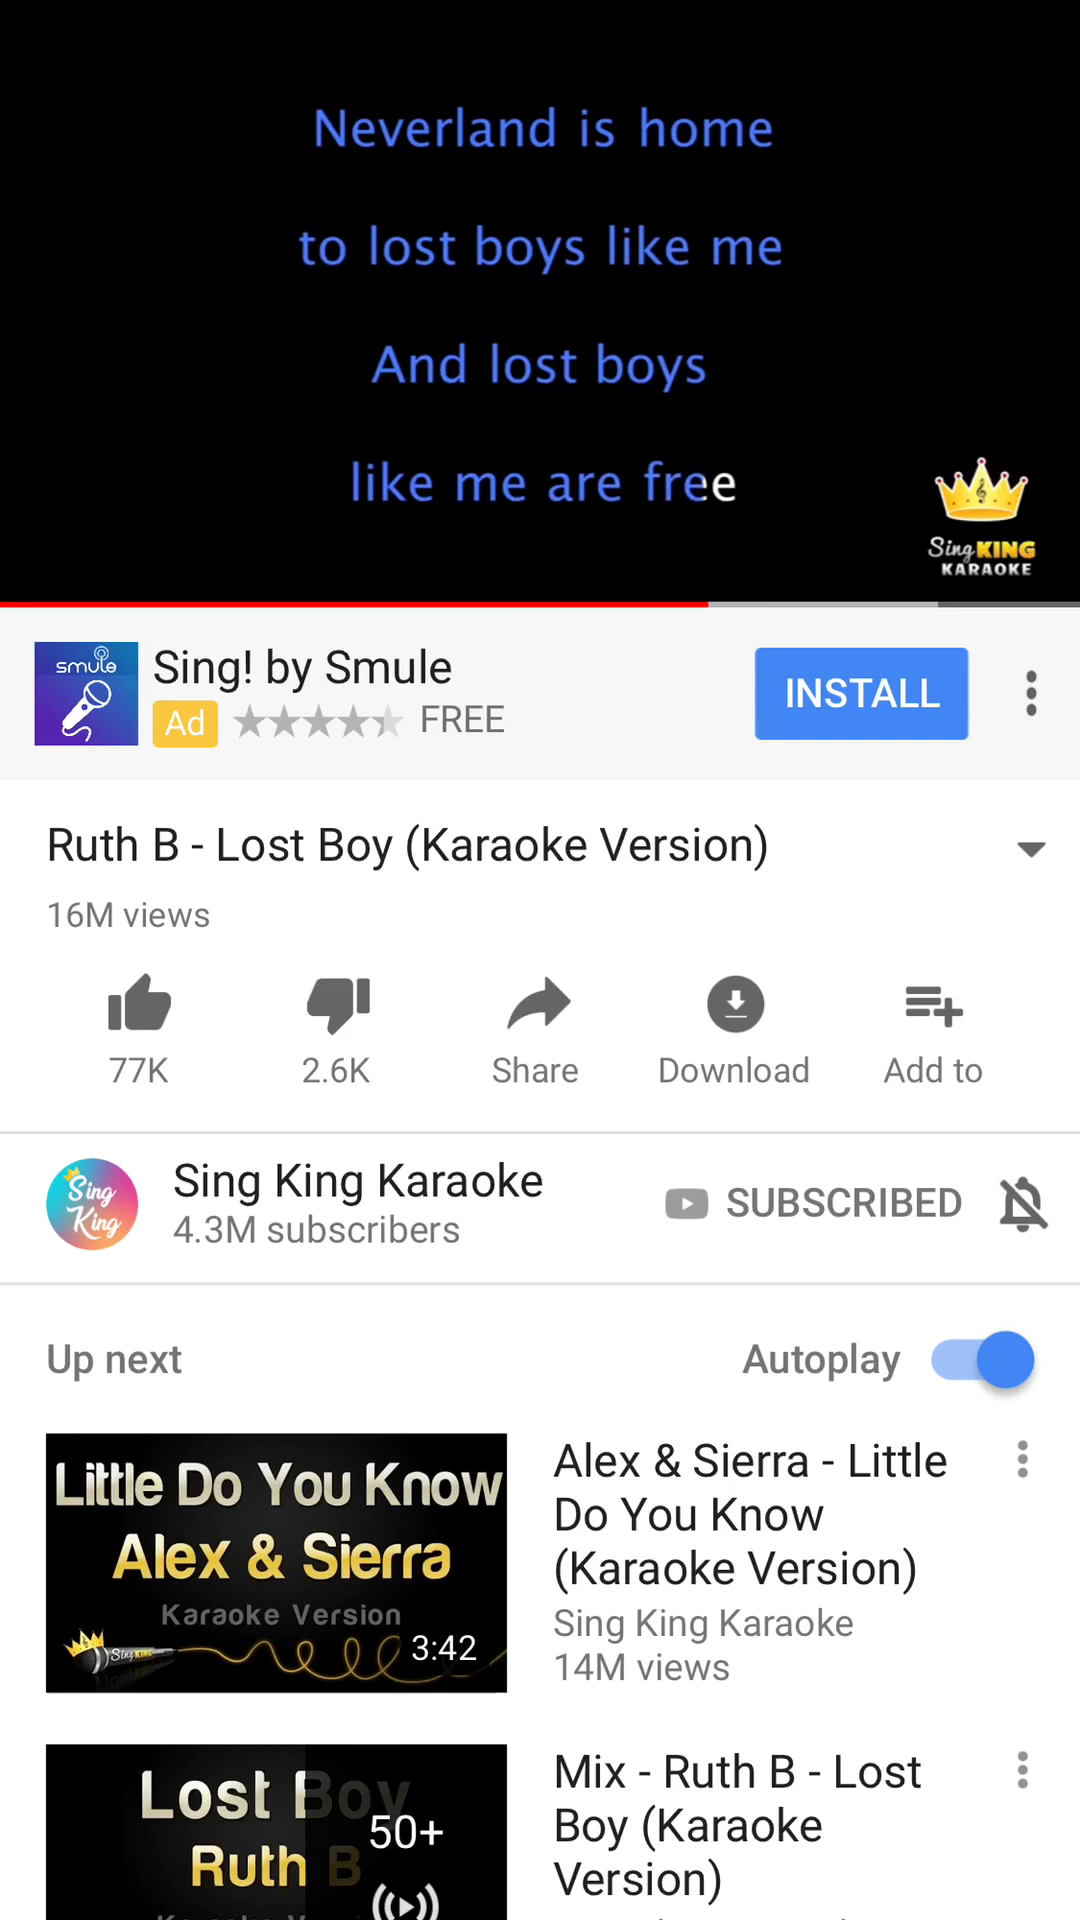 Neverland is home
to lost boys like me
And lost boys
like me are free
Sing KING
KARAOKE
smule
Sing! by Smule
Ad FREE
INSTALL
Ruth B - Lost Boy (Karaoke Version)
16M views
77K 2.6K Share Download Add to
Sing King
Sing King Karaoke
4.3M subscribers
SUBSCRIBED
Up next Autoplay
Little Do You Know
Alex & Sierra
Karaoke Version
Sing KING
3:42
Alex & Sierra - Little
Do You Know
(Karaoke Version)
Sing King Karaoke
14M views
Lost Boy
Ruth B
50+
Mix - Ruth B - Lost
Boy (Karaoke
Version)